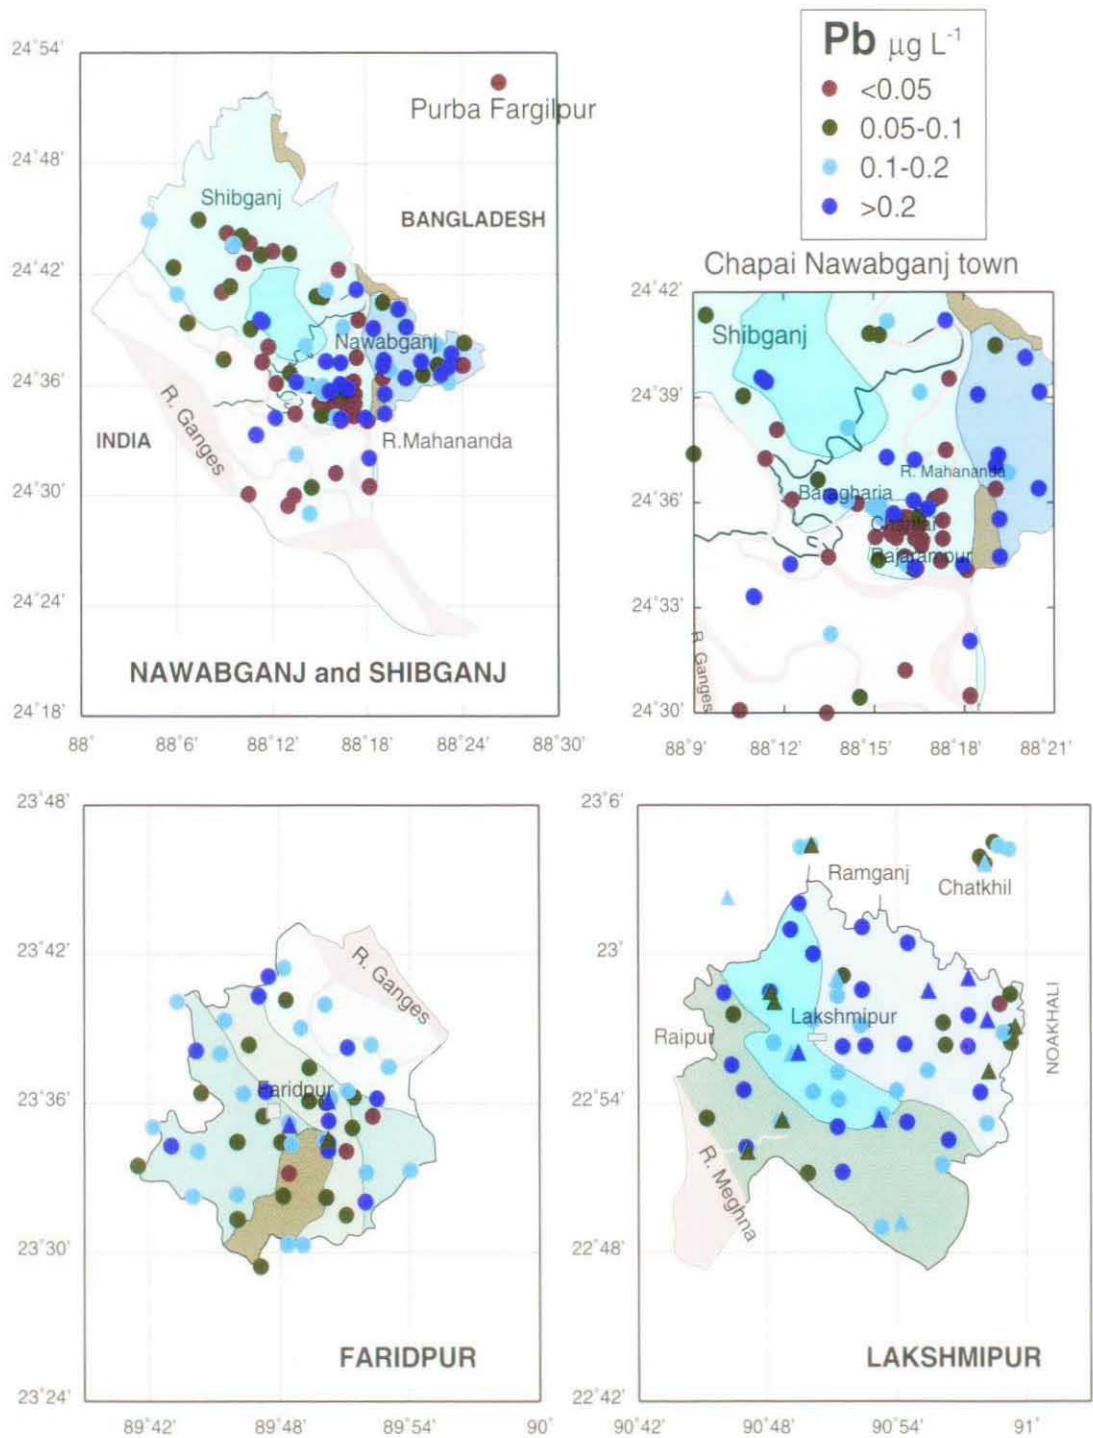 Pb µg L-1
<0.05
0.05-0.1
0.1-0.2
>0.2
24°54'
24°48'
24°42'
24°36'
24°30'
24°24'
24°18'
88°
88°6'
88°12'
88°18'
88°24'
88°30'
Purba Fargilpur
Shibganj
BANGLADESH
Nawabganj
R. Ganges
INDIA
R.Mahananda
NAWABGANJ and SHIBGANJ
Chapai Nawabganj town
24°42'
24°39'
24°36'
24°33'
24°30'
88°9'
88°12'
88°15'
88°18'
88°21'
Shibganj
R. Mahananda
Baragharia
Rajarampur
R. Ganges
23°48'
23°42'
23°36'
23°30'
23°24'
89°42'
89°48'
89°54'
90°
R. Ganges
Faridpur
FARIDPUR
23°6'
23°
22°54'
22°48'
22°42'
90°42'
90°48'
90°54'
91°
Ramganj
Chatkhil
Lakshmipur
Raipur
NOAKHALI
R. Meghna
LAKSHMIPUR